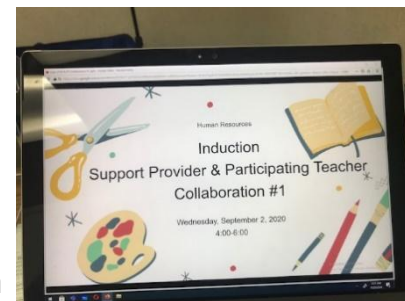 Human Resources
Induction
Support Provider & Participating Teacher
Collaboration #1
Wednesday, September 2, 2020
4:00-6:00